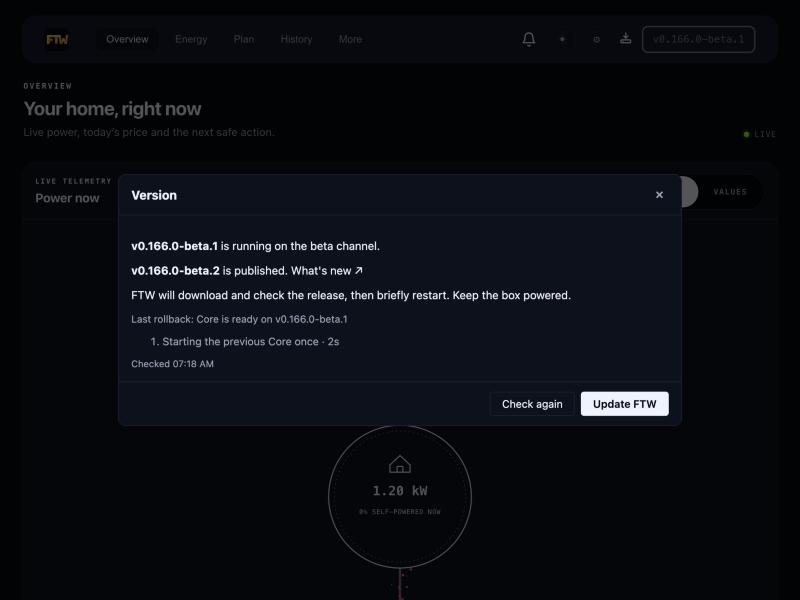 FTW
Overview
Energy
Plan
History
More
v0.166.0-beta.1
OVERVIEW
Your home, right now
Live power, today's price and the next safe action.
LIVE
LIVE TELEMETRY
Power now
VALUES
Version
v0.166.0-beta.1 is running on the beta channel.
v0.166.0-beta.2 is published. What's new ↗
FTW will download and check the release, then briefly restart. Keep the box powered.
Last rollback: Core is ready on v0.166.0-beta.1
1. Starting the previous Core once · 2s
Checked 07:18 AM
Check again
Update FTW
1.20 kW
0% SELF-POWERED NOW